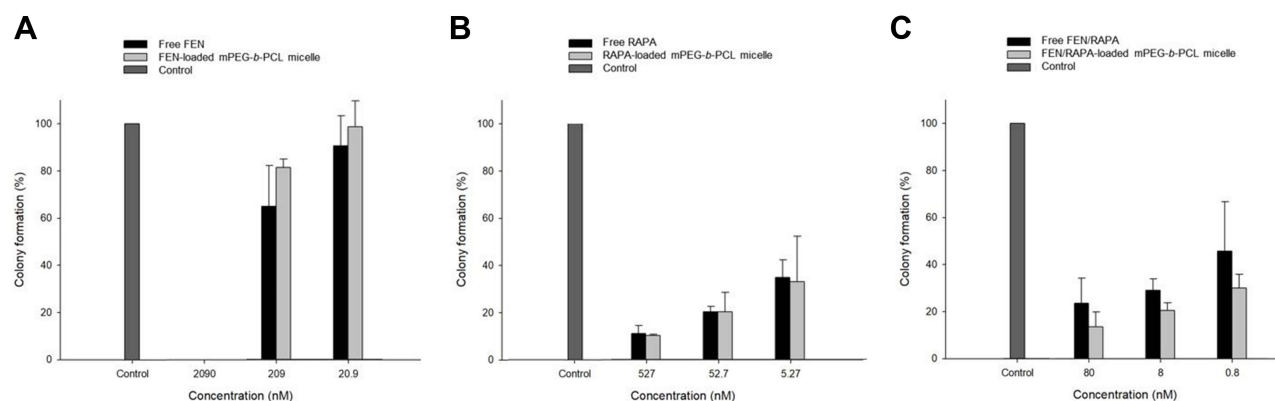 A
Free FEN
FEN-loaded mPEG-b-PCL micelle
Control
Colony formation (%)
100
80
60
40
20
0
Control 2090 209 20.9
Concentration (nM)
B
Free RAPA
RAPA-loaded mPEG-b-PCL micelle
Control
Colony formation (%)
100
80
60
40
20
0
Control 527 52.7 5.27
Concentration (nM)
C
Free FEN/RAPA
FEN/RAPA-loaded mPEG-b-PCL micelle
Control
Colony formation (%)
100
80
60
40
20
0
Control 80 8 0.8
Concentration (nM)